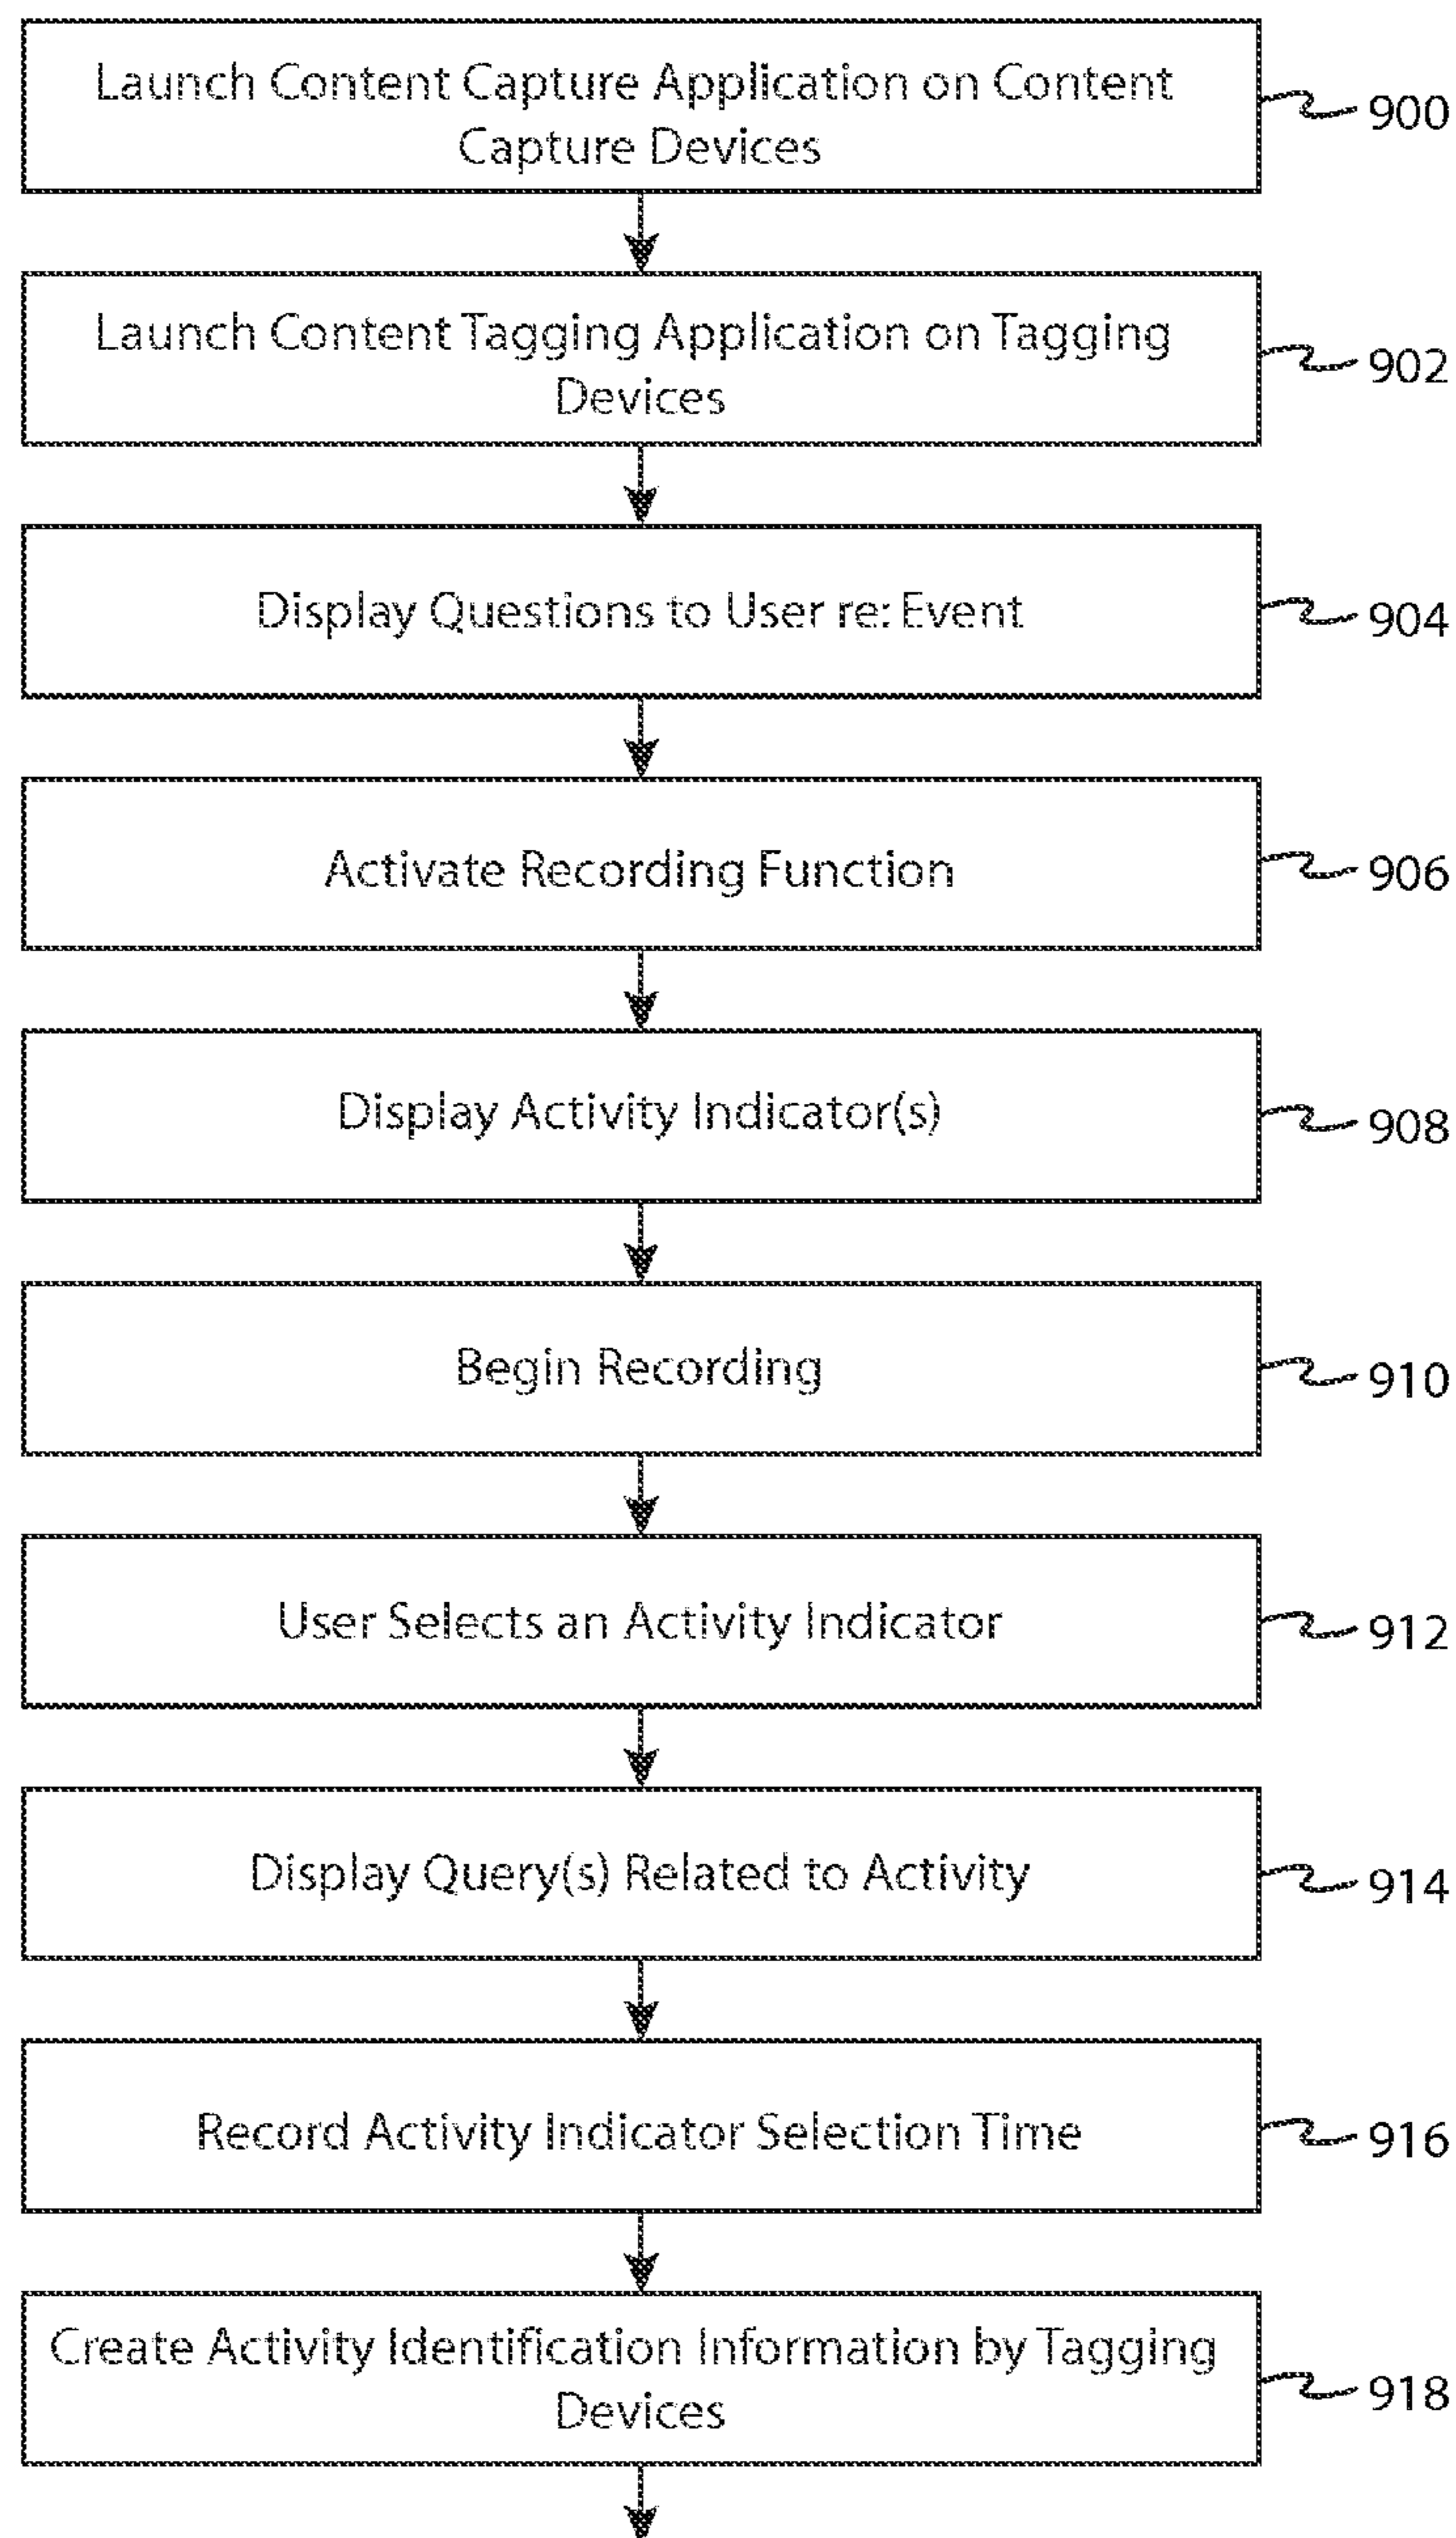 Launch Content Capture Application on Content
Capture Devices
900
Launch Content Tagging Application on Tagging
Devices
902
Display Questions to User re: Event
904
Activate Recording Function
906
Display Activity Indicator(s)
908
Begin Recording
910
User Selects an Activity Indicator
912
Display Query(s) Related to Activity
914
Record Activity Indicator Selection Time
916
Create Activity Identification Information by Tagging
Devices
918